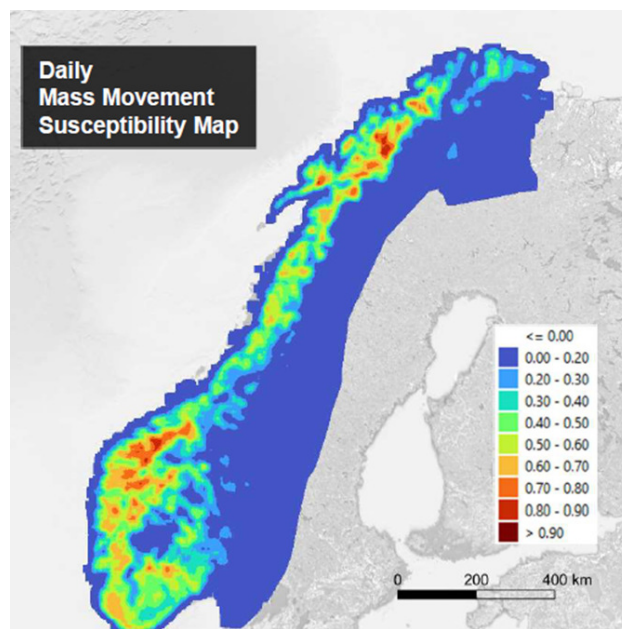 Daily
Mass Movement
Susceptibility Map
<= 0.00
0.00 - 0.20
0.20 - 0.30
0.30 - 0.40
0.40 - 0.50
0.50 - 0.60
0.60 - 0.70
0.70 - 0.80
0.80 - 0.90
> 0.90
0 200 400 km